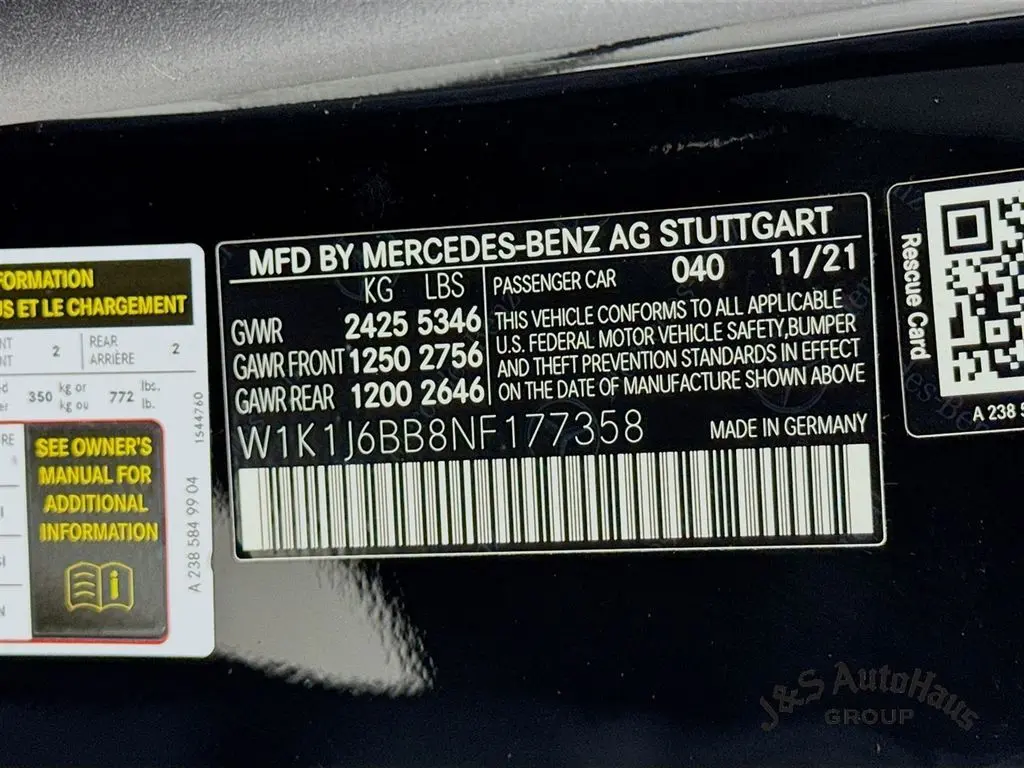 FORMATION
US ET LE CHARGEMENT
2 REAR ARRIÈRE 2
350 kg or kg ou 772 lbs. lb.
SEE OWNER'S
MANUAL FOR
ADDITIONAL
INFORMATION
A 238 584 99 04
1544760
MFD BY MERCEDES-BENZ AG STUTTGART
KG LBS
GWR 2425 5346
GAWR FRONT 1250 2756
GAWR REAR 1200 2646
PASSENGER CAR 040 11/21
THIS VEHICLE CONFORMS TO ALL APPLICABLE
U.S. FEDERAL MOTOR VEHICLE SAFETY,BUMPER
AND THEFT PREVENTION STANDARDS IN EFFECT
ON THE DATE OF MANUFACTURE SHOWN ABOVE
W1K1J6BB8NF177358
MADE IN GERMANY
Rescue Card
A 238 5
J&S AutoHaus
GROUP